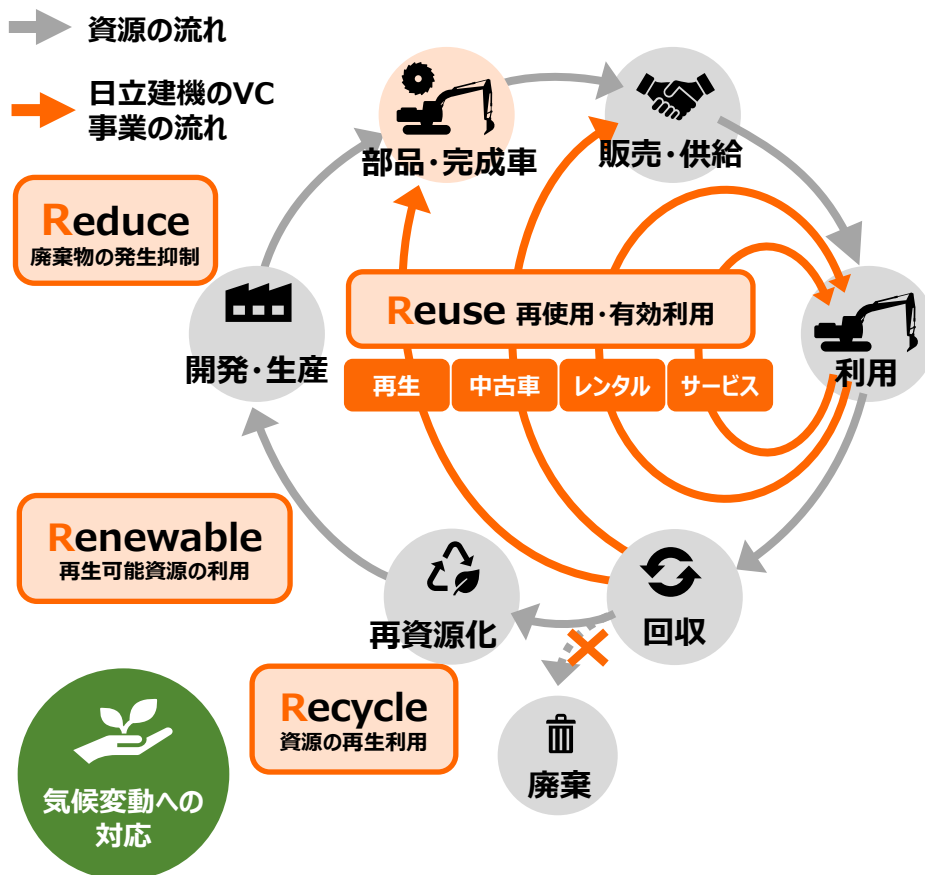 資源の流れ
日立建機のVC
事業の流れ
部品・完成車
販売・供給
Reduce
廃棄物の発生抑制
Reuse 再使用・有効利用
開発・生産
再生
中古車
レンタル
サービス
利用
Renewable
再生可能資源の利用
再資源化
回収
Recycle
資源の再生利用
廃棄
気候変動への
対応